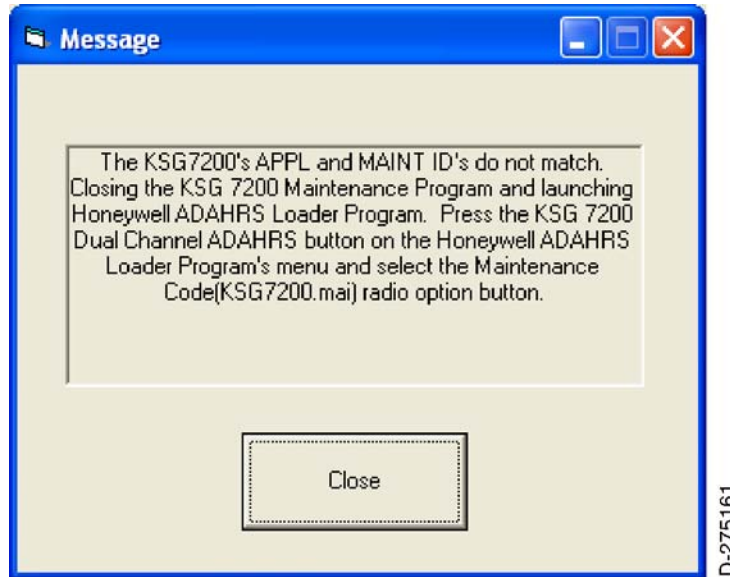 Message
The KSG7200's APPL and MAINT ID's do not match.
Closing the KSG 7200 Maintenance Program and launching
Honeywell ADAHRS Loader Program.  Press the KSG 7200
Dual Channel ADAHRS button on the Honeywell ADAHRS
Loader Program's menu and select the Maintenance
Code(KSG7200.mai) radio option button.
Close
D-275161